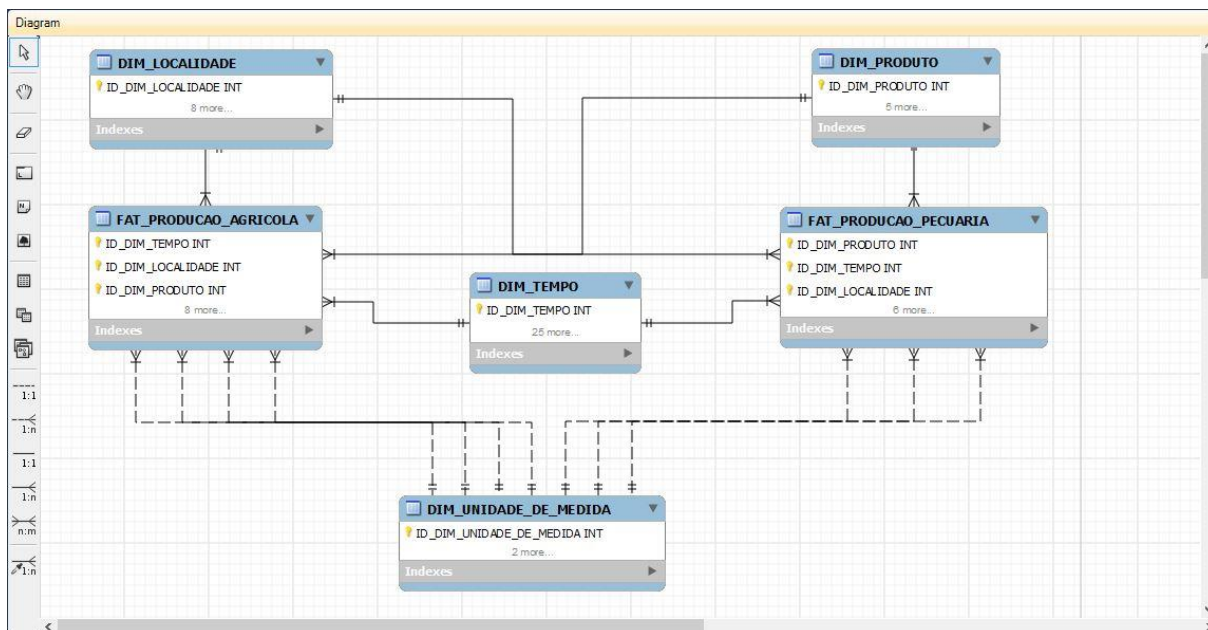 Diagram
DIM_LOCALIDADE
ID_DIM_LOCALIDADE INT
8 more...
Indexes
DIM_PRODUTO
ID_DIM_PRODUTO INT
5 more...
Indexes
FAT_PRODUCAO_AGRICOLA
ID_DIM_TEMPO INT
ID_DIM_LOCALIDADE INT
ID_DIM_PRODUTO INT
8 more...
Indexes
FAT_PRODUCAO_PECUARIA
ID_DIM_PRODUTO INT
ID_DIM_TEMPO INT
ID_DIM_LOCALIDADE INT
6 more...
Indexes
DIM_TEMPO
ID_DIM_TEMPO INT
25 more...
Indexes
DIM_UNIDADE_DE_MEDIDA
ID_DIM_UNIDADE_DE_MEDIDA INT
2 more...
Indexes
1:1
1:n
1:1
1:n
n:m
1:n